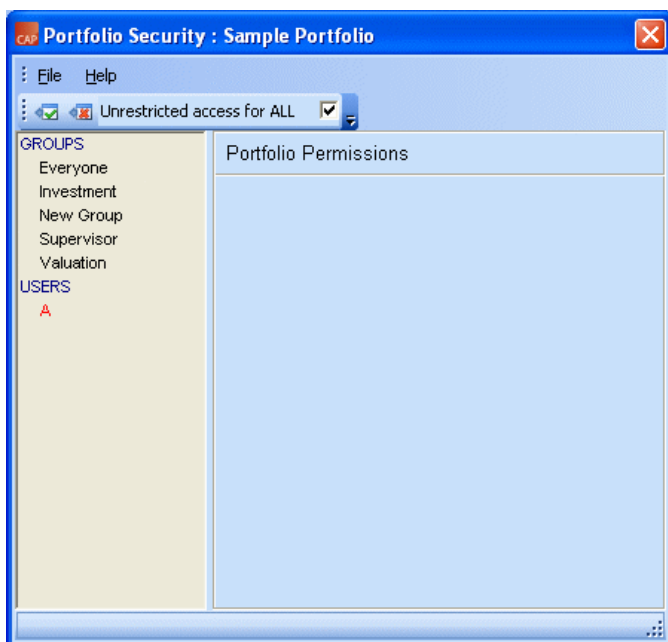 CAP Portfolio Security : Sample Portfolio
File Help
Unrestricted access for ALL
GROUPS
Everyone
Investment
New Group
Supervisor
Valuation
USERS
A
Portfolio Permissions